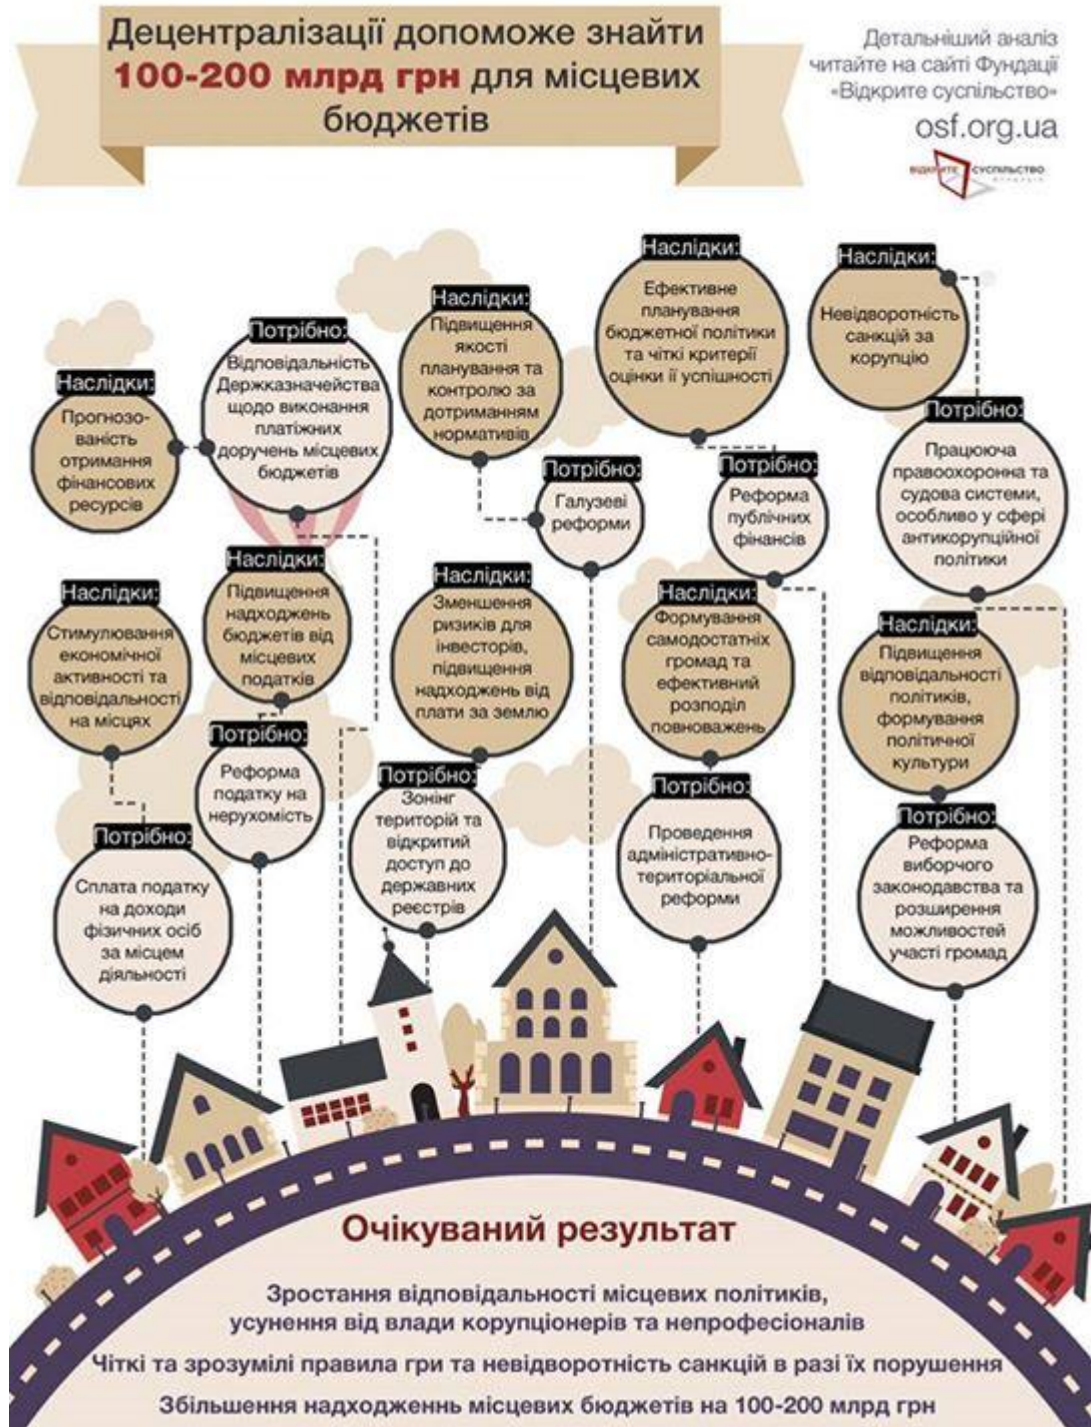 Децентралізації допоможе знайти
100-200 млрд грн для місцевих
бюджетів
Детальніший аналіз
читайте на сайті Фундації
«Відкрите суспільство»
osf.org.ua
ВІДКРИТЕ СУСПІЛЬСТВО
Наслідки:
Прогнозо-
ваність
отримання
фінансових
ресурсів
Потрібно:
Відповідальність
Держказначейства
щодо виконання
платіжних
доручень місцевих
бюджетів
Наслідки:
Підвищення
якості
планування та
контролю за
дотриманням
нормативів
Потрібно:
Галузеві
реформи
Наслідки:
Ефективне
планування
бюджетної політики
та чіткі критерії
оцінки її успішності
Потрібно:
Реформа
публічних
фінансів
Наслідки:
Невідворотність
санкцій за
корупцію
Потрібно:
Працююча
правоохоронна та
судова системи,
особливо у сфері
антикорупційної
політики
Наслідки:
Стимулювання
економічної
активності та
відповідальності
на місцях
Потрібно:
Сплата податку
на доходи
фізичних осіб
за місцем
діяльності
Наслідки:
Підвищення
надходжень
бюджетів від
місцевих
податків
Потрібно:
Реформа
податку на
нерухомість
Наслідки:
Зменшення
ризиків для
інвесторів,
підвищення
надходжень від
плати за землю
Потрібно:
Зонінг
територій та
відкритий
доступ до
державних
реєстрів
Наслідки:
Формування
самодостатніх
громад та
ефективний
розподіл
повноважень
Потрібно:
Проведення
адміністративно-
територіальної
реформи
Наслідки:
Підвищення
відповідальності
політиків,
формування
політичної
культури
Потрібно:
Реформа
виборчого
законодавства та
розширення
можливостей
участі громад
Очікуваний результат
Зростання відповідальності місцевих політиків,
усунення від влади корупціонерів та непрофесіоналів
Чіткі та зрозумілі правила гри та невідворотність санкцій в разі їх порушення
Збільшення надходженнь місцевих бюджетів на 100-200 млрд грн